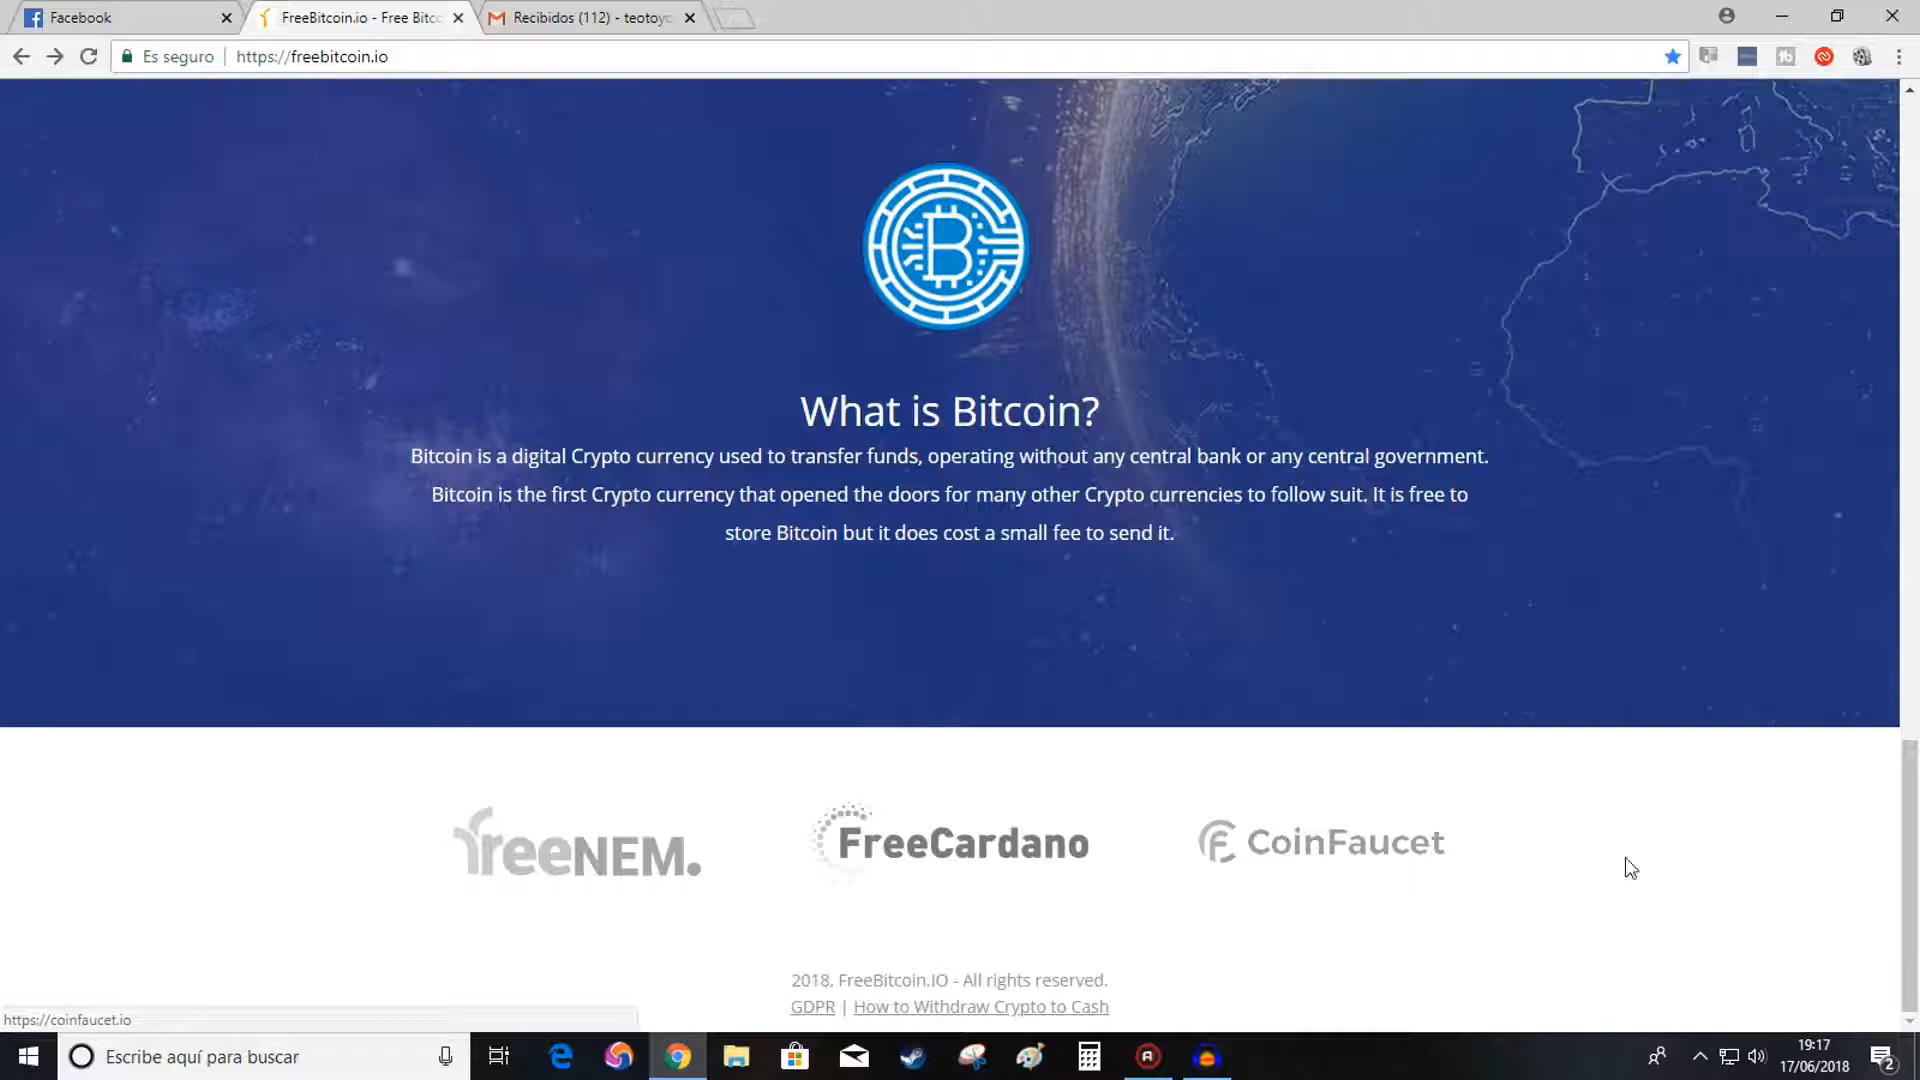 Facebook
FreeBitcoin.io - Free Bitc
Recibidos (112) - teotoyc
Es seguro
https://freebitcoin.io
What is Bitcoin?
Bitcoin is a digital Crypto currency used to transfer funds, operating without any central bank or any central government.
Bitcoin is the first Crypto currency that opened the doors for many other Crypto currencies to follow suit. It is free to
store Bitcoin but it does cost a small fee to send it.
freeNEM.
FreeCardano
CoinFaucet
2018, FreeBitcoin.IO - All rights reserved.
GDPR | How to Withdraw Crypto to Cash
https://coinfaucet.io
Escribe aquí para buscar
19:17
17/06/2018
2